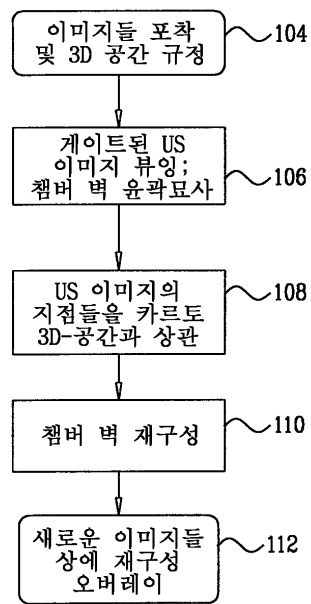 이미지들 포착
및 3D 공간 규정
104
게이트된 US
이미지 뷰잉;
챔버 벽 윤곽묘사
106
US 이미지의
지점들을 카르토
3D-공간과 상관
108
챔버 벽 재구성
110
새로운 이미지들
상에 재구성
오버레이
112